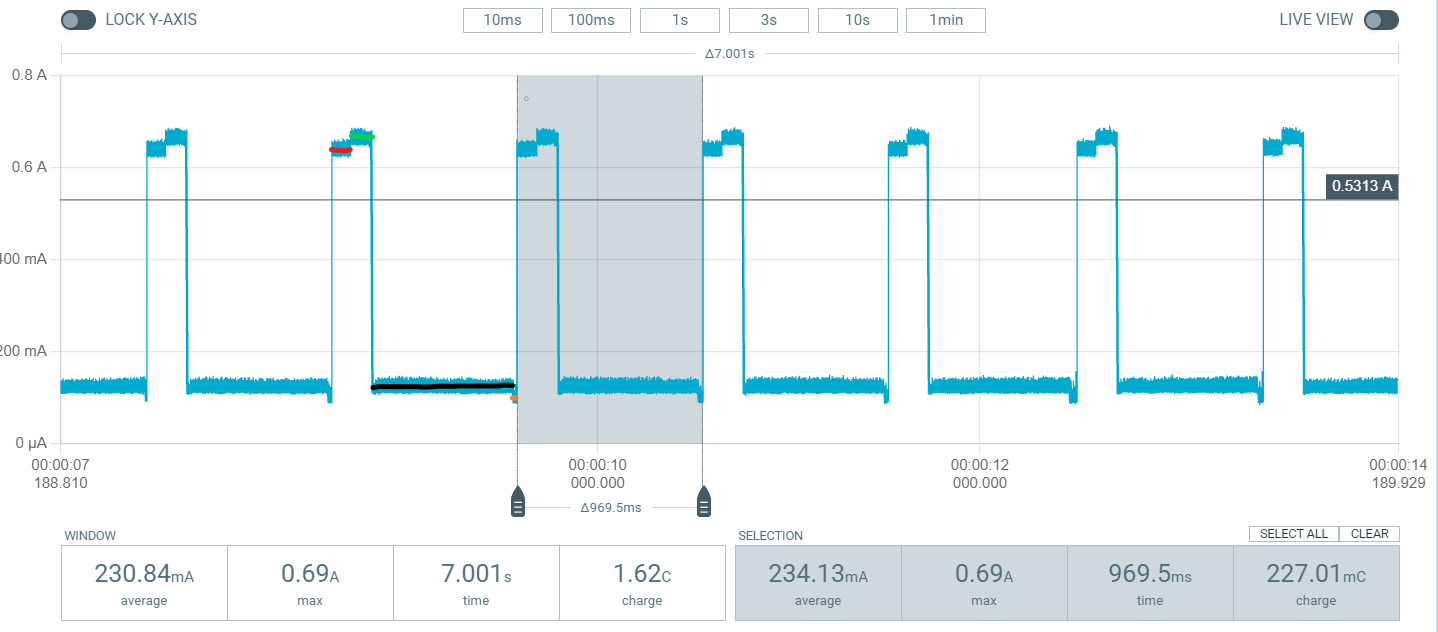 LOCK Y-AXIS 10ms 100ms 1s 3s 10s 1min LIVE VIEW
Δ7.001s
0.8 A
0.6 A
0.5313 A
400 mA
200 mA
0 µA
00:00:07 00:00:10 00:00:12 00:00:14
188.810 000.000 000.000 189.929
Δ969.5ms
WINDOW SELECTION SELECT ALL CLEAR
230.84mA 0.69A 7.001s 1.62C 234.13mA 0.69A 969.5ms 227.01mC
average max time charge average max time charge